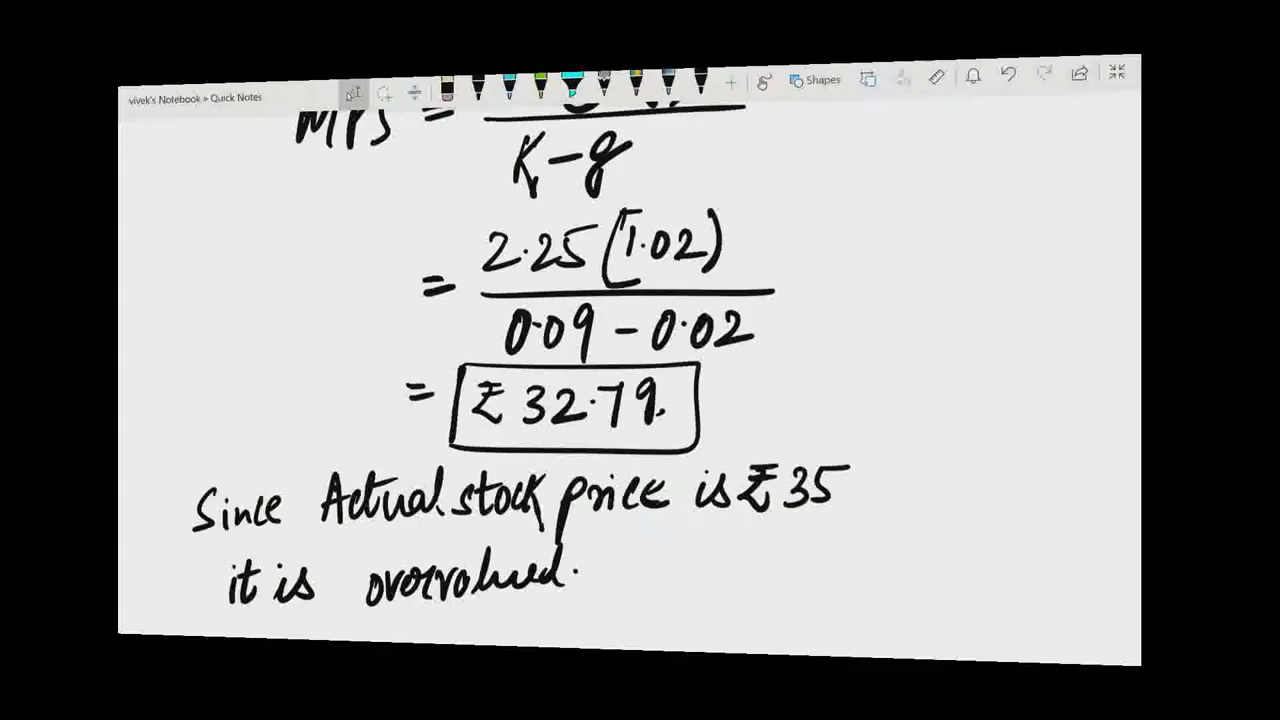 vivek's Notebook » Quick Notes
Shapes
MPS =
K - g
2.25 (1.02)
=
0.09 - 0.02
= ₹ 32.79.
Since Actual stock price is ₹ 35
it is overvalued.